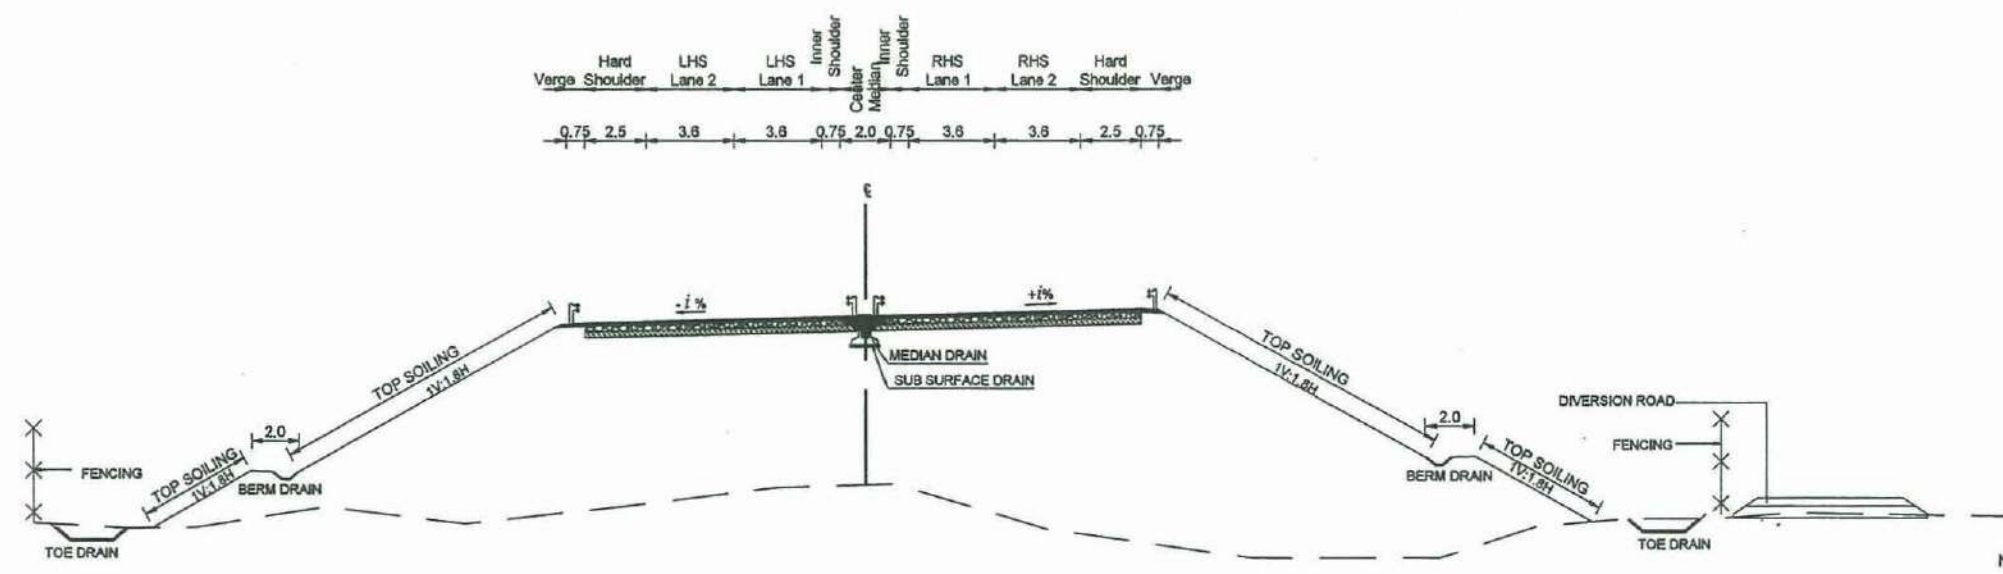 Verge
Hard
Shoulder
LHS
Lane 2
LHS
Lane 1
Inner
Shoulder
Center
Median
Inner
Shoulder
RHS
Lane 1
RHS
Lane 2
Hard
Shoulder
Verge
0.75 2.5 3.6 3.6 0.75 2.0 0.75 3.6 3.6 2.5 0.75
℄
-i %
+i%
MEDIAN DRAIN
SUB SURFACE DRAIN
TOP SOILING
1V:1.8H
2.0
TOP SOILING
1V:1.8H
BERM DRAIN
FENCING
TOE DRAIN
TOP SOILING
1V:1.8H
2.0
TOP SOILING
1V:1.8H
BERM DRAIN
DIVERSION ROAD
FENCING
TOE DRAIN